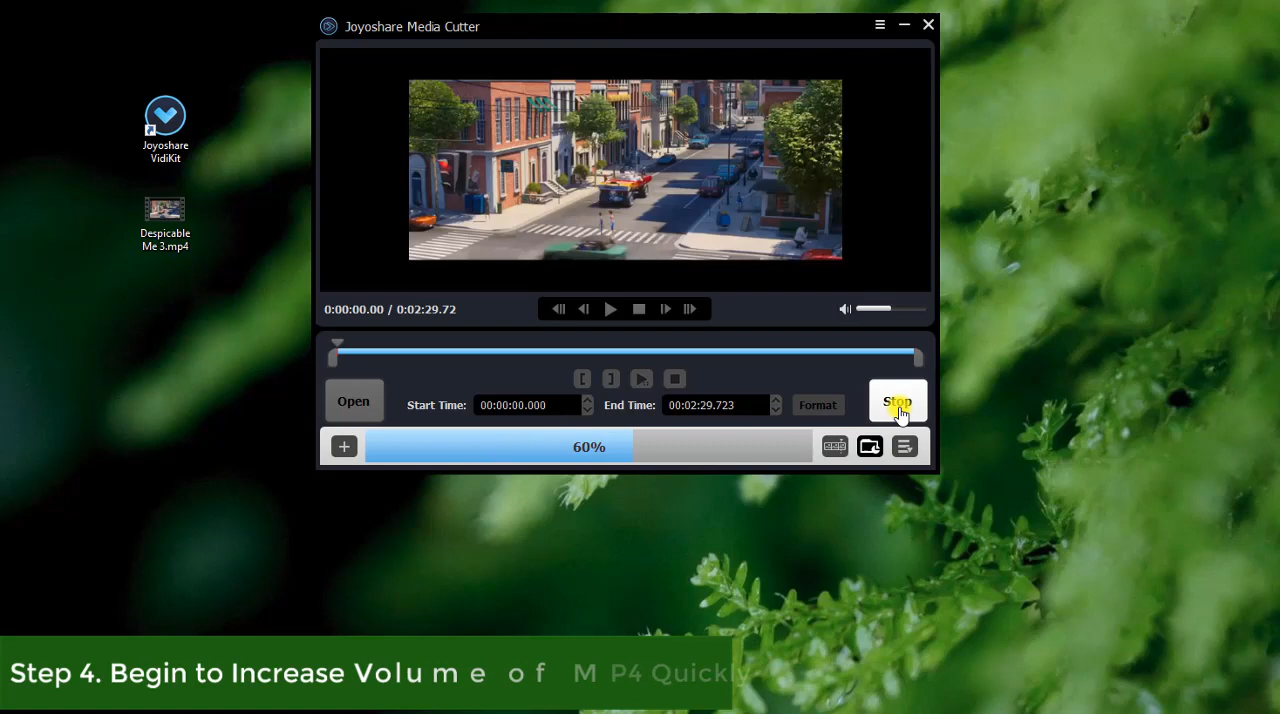 Joyoshare Media Cutter
Joyoshare
VidiKit
Despicable
Me 3.mp4
0:00:00.00 / 0:02:29.72
Open
Start Time: 00:00:00.000 End Time: 00:02:29.723 Format
Stop
60%
Step 4. Begin to Increase Volume of MP4 Quickly